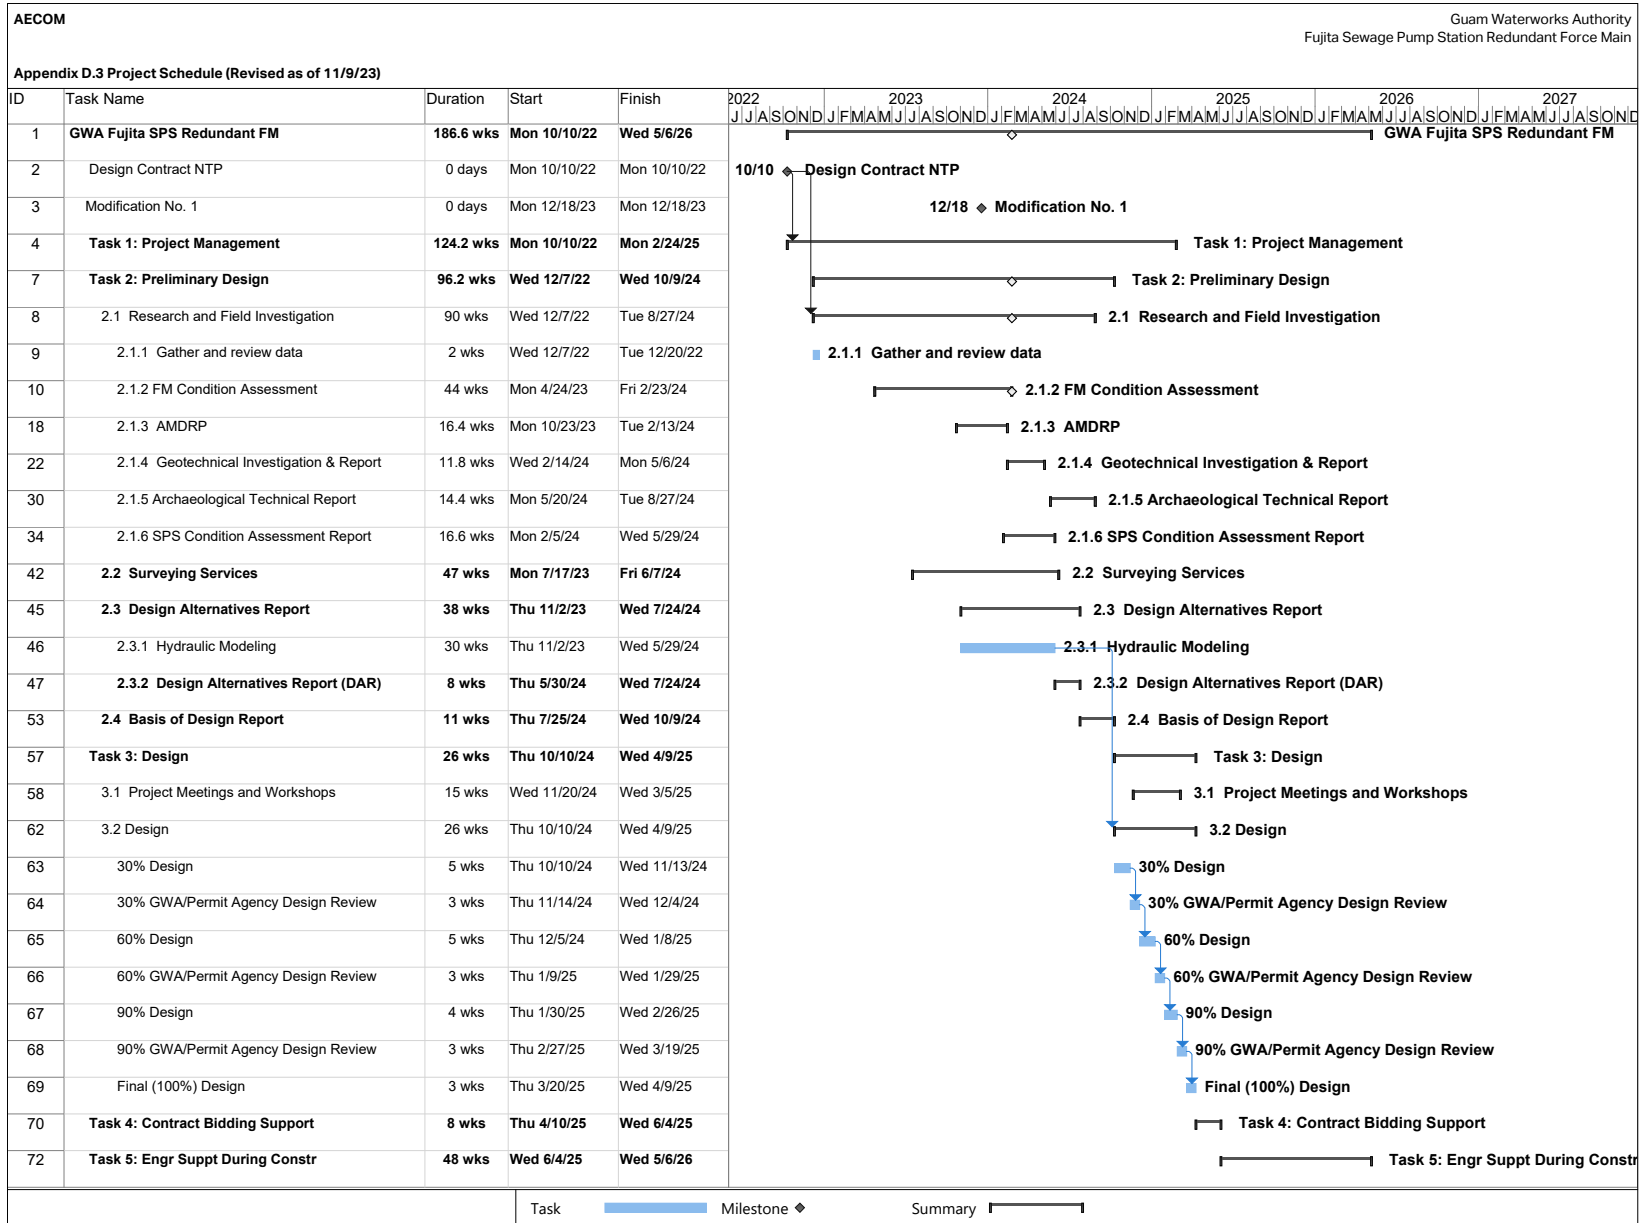 AECOM
Guam Waterworks Authority
Fujita Sewage Pump Station Redundant Force Main
Appendix D.3 Project Schedule (Revised as of 11/9/23)
ID Task Name Duration Start Finish 2022 2023 2024 2025 2026 2027
J J A S O N D J F M A M J J A S O N D J F M A M J J A S O N D J F M A M J J A S O N D J F M A M J J A S O N D J F M A M J J A S O N D
1 GWA Fujita SPS Redundant FM 186.6 wks Mon 10/10/22 Wed 5/6/26 GWA Fujita SPS Redundant FM
2 Design Contract NTP 0 days Mon 10/10/22 Mon 10/10/22 10/10 Design Contract NTP
3 Modification No. 1 0 days Mon 12/18/23 Mon 12/18/23 12/18 Modification No. 1
4 Task 1: Project Management 124.2 wks Mon 10/10/22 Mon 2/24/25 Task 1: Project Management
7 Task 2: Preliminary Design 96.2 wks Wed 12/7/22 Wed 10/9/24 Task 2: Preliminary Design
8 2.1 Research and Field Investigation 90 wks Wed 12/7/22 Tue 8/27/24 2.1 Research and Field Investigation
9 2.1.1 Gather and review data 2 wks Wed 12/7/22 Tue 12/20/22 2.1.1 Gather and review data
10 2.1.2 FM Condition Assessment 44 wks Mon 4/24/23 Fri 2/23/24 2.1.2 FM Condition Assessment
18 2.1.3 AMDRP 16.4 wks Mon 10/23/23 Tue 2/13/24 2.1.3 AMDRP
22 2.1.4 Geotechnical Investigation & Report 11.8 wks Wed 2/14/24 Mon 5/6/24 2.1.4 Geotechnical Investigation & Report
30 2.1.5 Archaeological Technical Report 14.4 wks Mon 5/20/24 Tue 8/27/24 2.1.5 Archaeological Technical Report
34 2.1.6 SPS Condition Assessment Report 16.6 wks Mon 2/5/24 Wed 5/29/24 2.1.6 SPS Condition Assessment Report
42 2.2 Surveying Services 47 wks Mon 7/17/23 Fri 6/7/24 2.2 Surveying Services
45 2.3 Design Alternatives Report 38 wks Thu 11/2/23 Wed 7/24/24 2.3 Design Alternatives Report
46 2.3.1 Hydraulic Modeling 30 wks Thu 11/2/23 Wed 5/29/24 2.3.1 Hydraulic Modeling
47 2.3.2 Design Alternatives Report (DAR) 8 wks Thu 5/30/24 Wed 7/24/24 2.3.2 Design Alternatives Report (DAR)
53 2.4 Basis of Design Report 11 wks Thu 7/25/24 Wed 10/9/24 2.4 Basis of Design Report
57 Task 3: Design 26 wks Thu 10/10/24 Wed 4/9/25 Task 3: Design
58 3.1 Project Meetings and Workshops 15 wks Wed 11/20/24 Wed 3/5/25 3.1 Project Meetings and Workshops
62 3.2 Design 26 wks Thu 10/10/24 Wed 4/9/25 3.2 Design
63 30% Design 5 wks Thu 10/10/24 Wed 11/13/24 30% Design
64 30% GWA/Permit Agency Design Review 3 wks Thu 11/14/24 Wed 12/4/24 30% GWA/Permit Agency Design Review
65 60% Design 5 wks Thu 12/5/24 Wed 1/8/25 60% Design
66 60% GWA/Permit Agency Design Review 3 wks Thu 1/9/25 Wed 1/29/25 60% GWA/Permit Agency Design Review
67 90% Design 4 wks Thu 1/30/25 Wed 2/26/25 90% Design
68 90% GWA/Permit Agency Design Review 3 wks Thu 2/27/25 Wed 3/19/25 90% GWA/Permit Agency Design Review
69 Final (100%) Design 3 wks Thu 3/20/25 Wed 4/9/25 Final (100%) Design
70 Task 4: Contract Bidding Support 8 wks Thu 4/10/25 Wed 6/4/25 Task 4: Contract Bidding Support
72 Task 5: Engr Suppt During Constr 48 wks Wed 6/4/25 Wed 5/6/26 Task 5: Engr Suppt During Constr
Task Milestone Summary